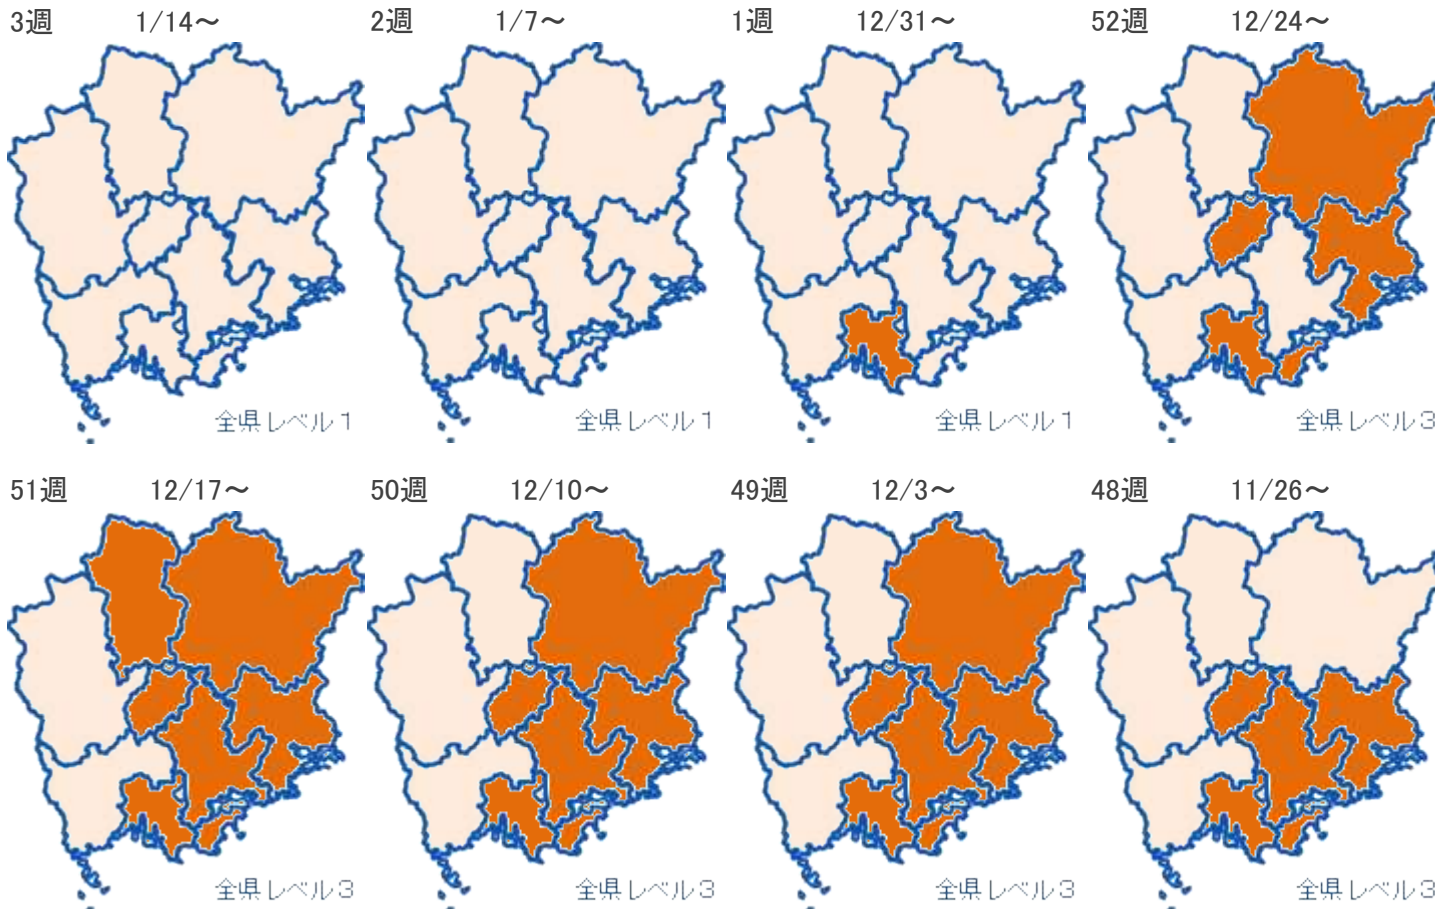 3週 1/14～
2週 1/7～
1週 12/31～
52週 12/24～
全県レベル1
全県レベル1
全県レベル1
全県レベル3
51週 12/17～
50週 12/10～
49週 12/3～
48週 11/26～
全県レベル3
全県レベル3
全県レベル3
全県レベル3